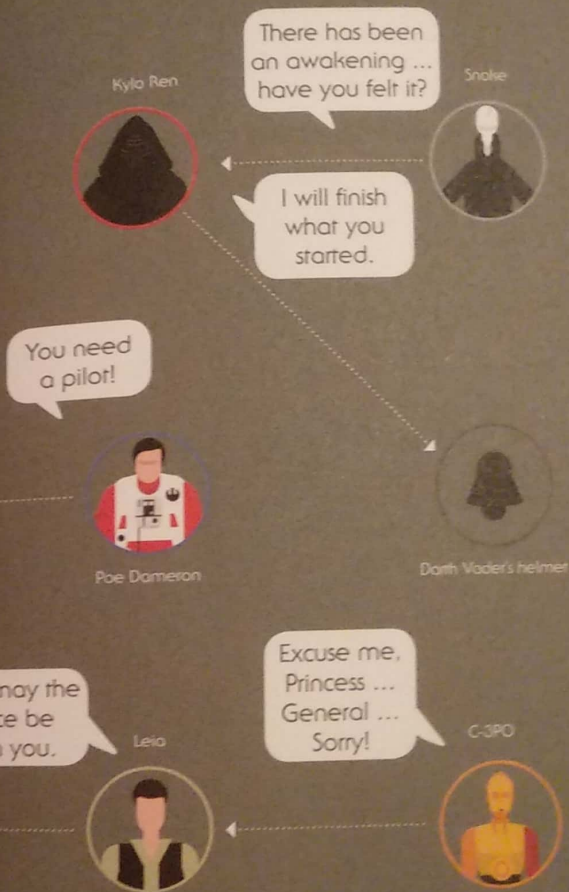 There has been
an awakening ...
have you felt it?
Kylo Ren
Snoke
I will finish
what you
started.
You need
a pilot!
Poe Dameron
Darth Vader's helmet
may the
ce be
you.
Leia
Excuse me,
Princess ...
General ...
Sorry!
C-3PO